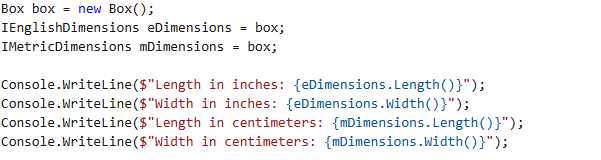 Box box = new Box();
IEnglishDimensions eDimensions = box;
IMetricDimensions mDimensions = box;
Console.WriteLine($"Length in inches: {eDimensions.Length()}");
Console.WriteLine($"Width in inches: {eDimensions.Width()}");
Console.WriteLine($"Length in centimeters: {mDimensions.Length()}");
Console.WriteLine($"Width in centimeters: {mDimensions.Width()}");